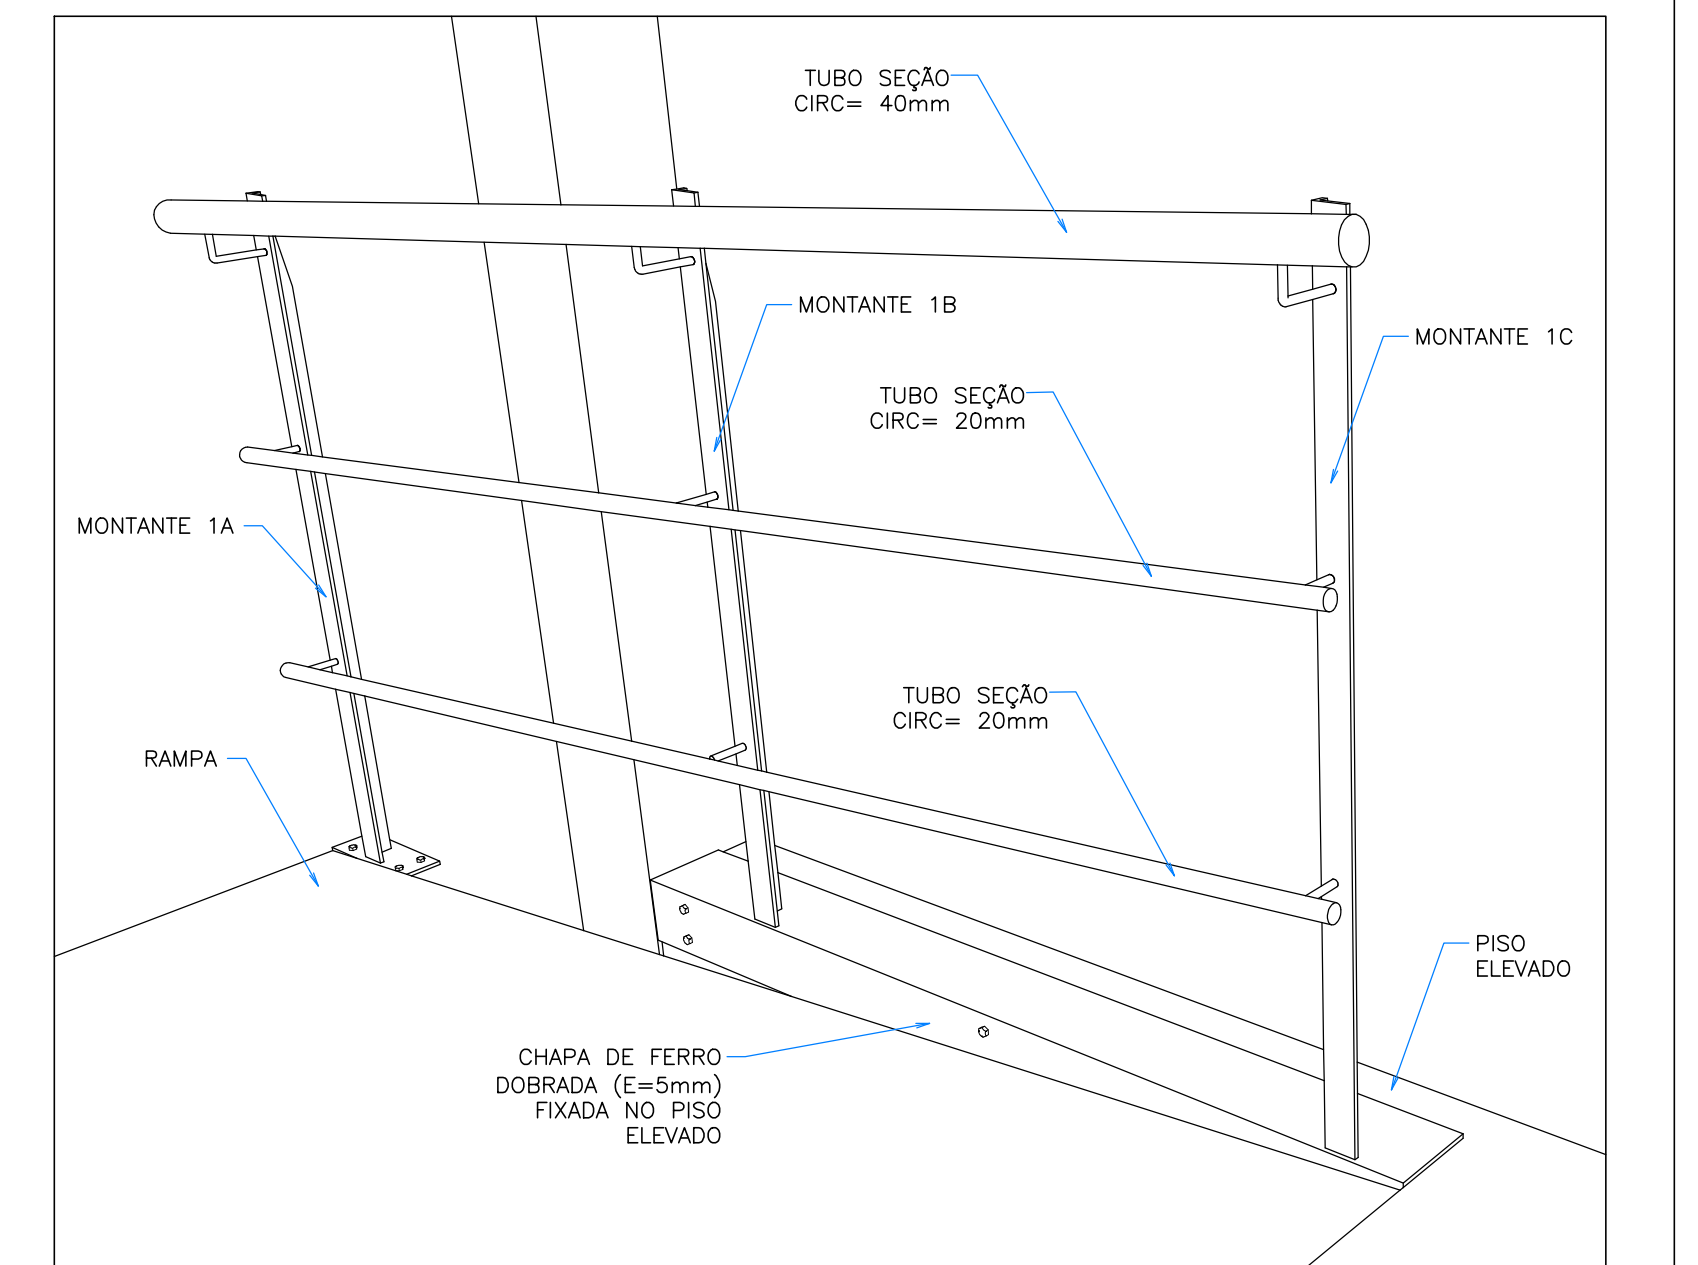 TUBO SEÇÃO
CIRC= 40mm
MONTANTE 1B
MONTANTE 1C
TUBO SEÇÃO
CIRC= 20mm
MONTANTE 1A
TUBO SEÇÃO
CIRC= 20mm
RAMPA
PISO
ELEVADO
CHAPA DE FERRO
DOBRADA (E=5mm)
FIXADA NO PISO
ELEVADO